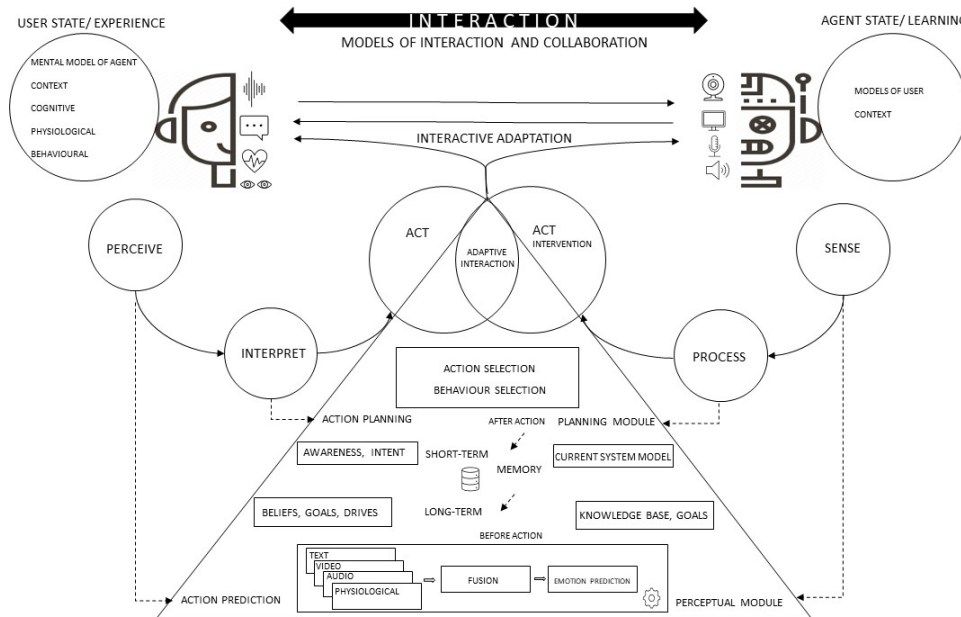 INTERACTION
USER STATE/ EXPERIENCE
AGENT STATE/ LEARNING
MODELS OF INTERACTION AND COLLABORATION
MENTAL MODEL OF AGENT
CONTEXT
COGNITIVE
PHYSIOLOGICAL
BEHAVIOURAL
MODELS OF USER
CONTEXT
INTERACTIVE ADAPTATION
PERCEIVE
ACT
ADAPTIVE
INTERACTION
ACT
INTERVENTION
SENSE
INTERPRET
PROCESS
ACTION SELECTION
BEHAVIOUR SELECTION
ACTION PLANNING
AFTER ACTION
PLANNING MODULE
AWARENESS, INTENT
SHORT-TERM
MEMORY
CURRENT SYSTEM MODEL
BELIEFS, GOALS, DRIVES
LONG-TERM
KNOWLEDGE BASE, GOALS
BEFORE ACTION
TEXT
VIDEO
AUDIO
PHYSIOLOGICAL
FUSION
EMOTION PREDICTION
ACTION PREDICTION
PERCEPTUAL MODULE